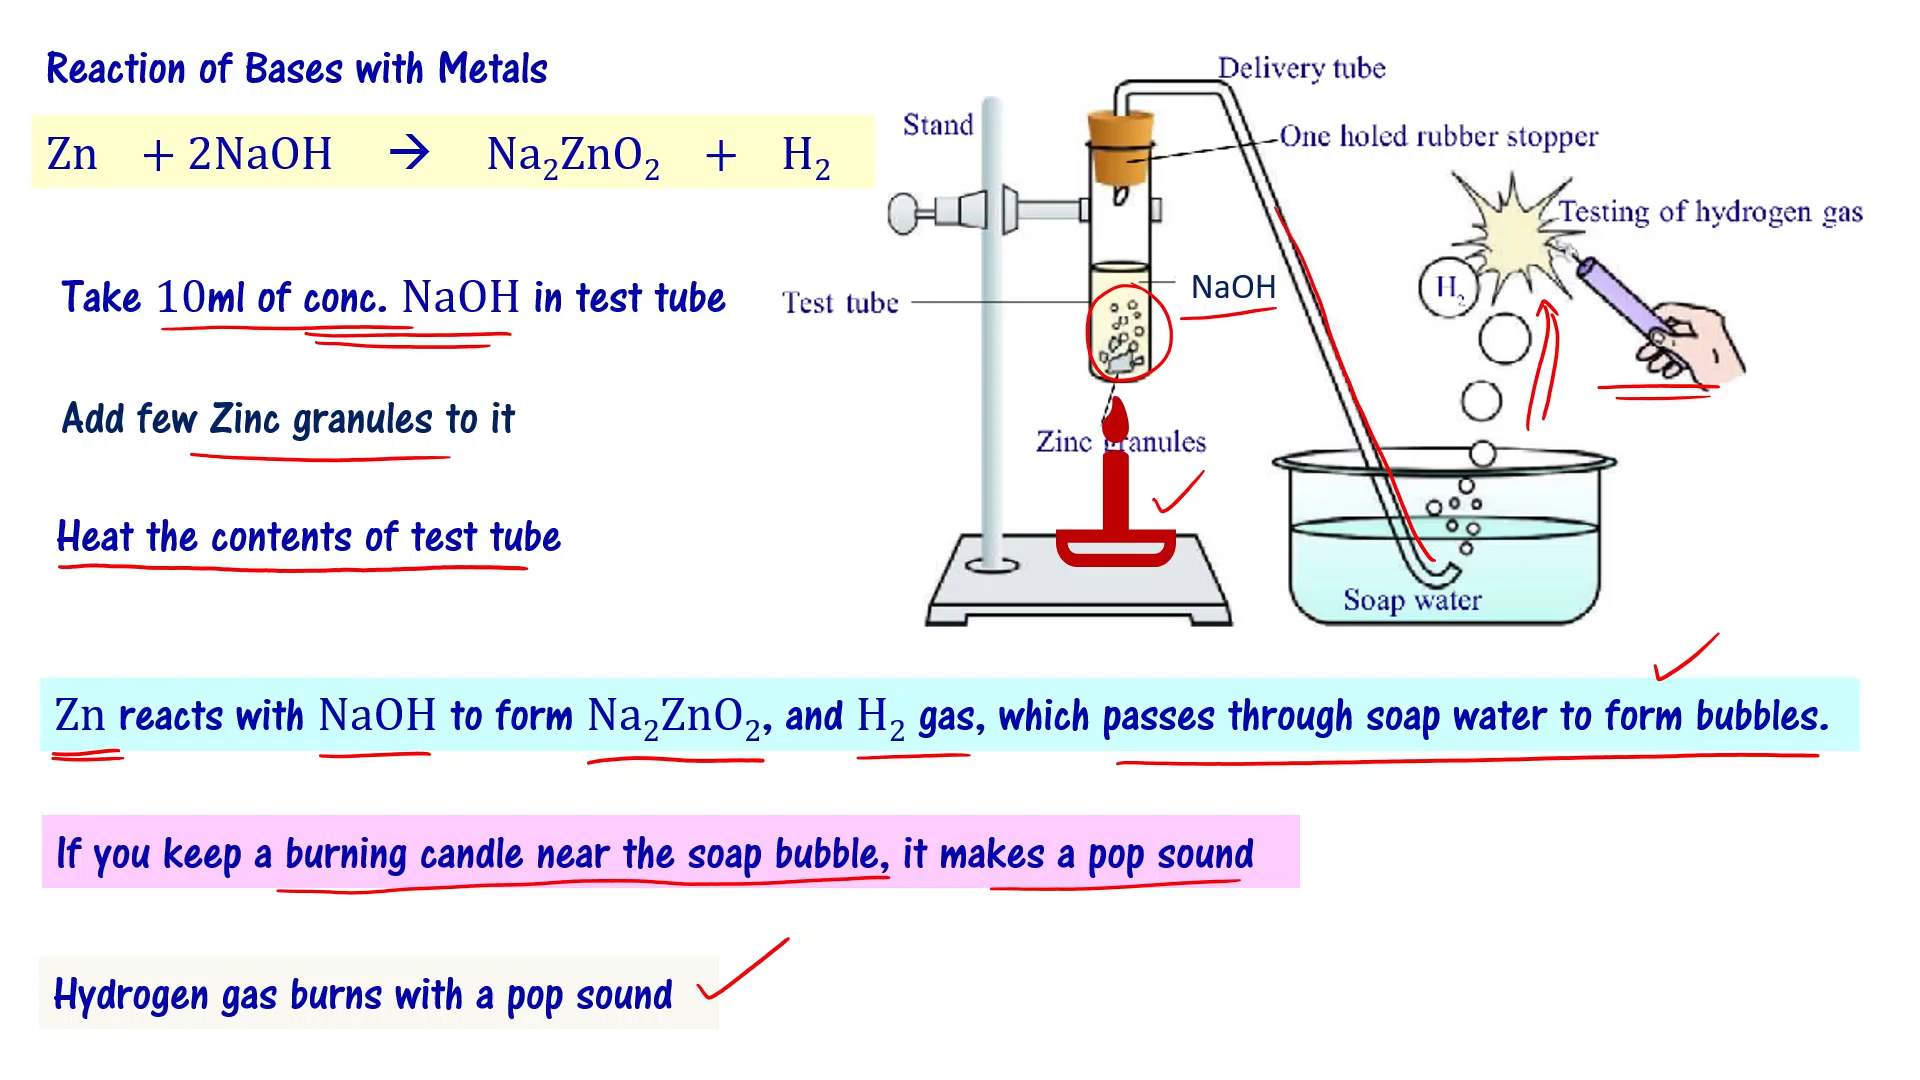 Reaction of Bases with Metals
Zn + 2NaOH → Na₂ZnO₂ + H₂
Take 10ml of conc. NaOH in test tube
Add few Zinc granules to it
Heat the contents of test tube
Delivery tube
Stand
One holed rubber stopper
Testing of hydrogen gas
H₂
NaOH
Test tube
Zinc granules
Soap water
Zn reacts with NaOH to form Na₂ZnO₂, and H₂ gas, which passes through soap water to form bubbles.
If you keep a burning candle near the soap bubble, it makes a pop sound
Hydrogen gas burns with a pop sound